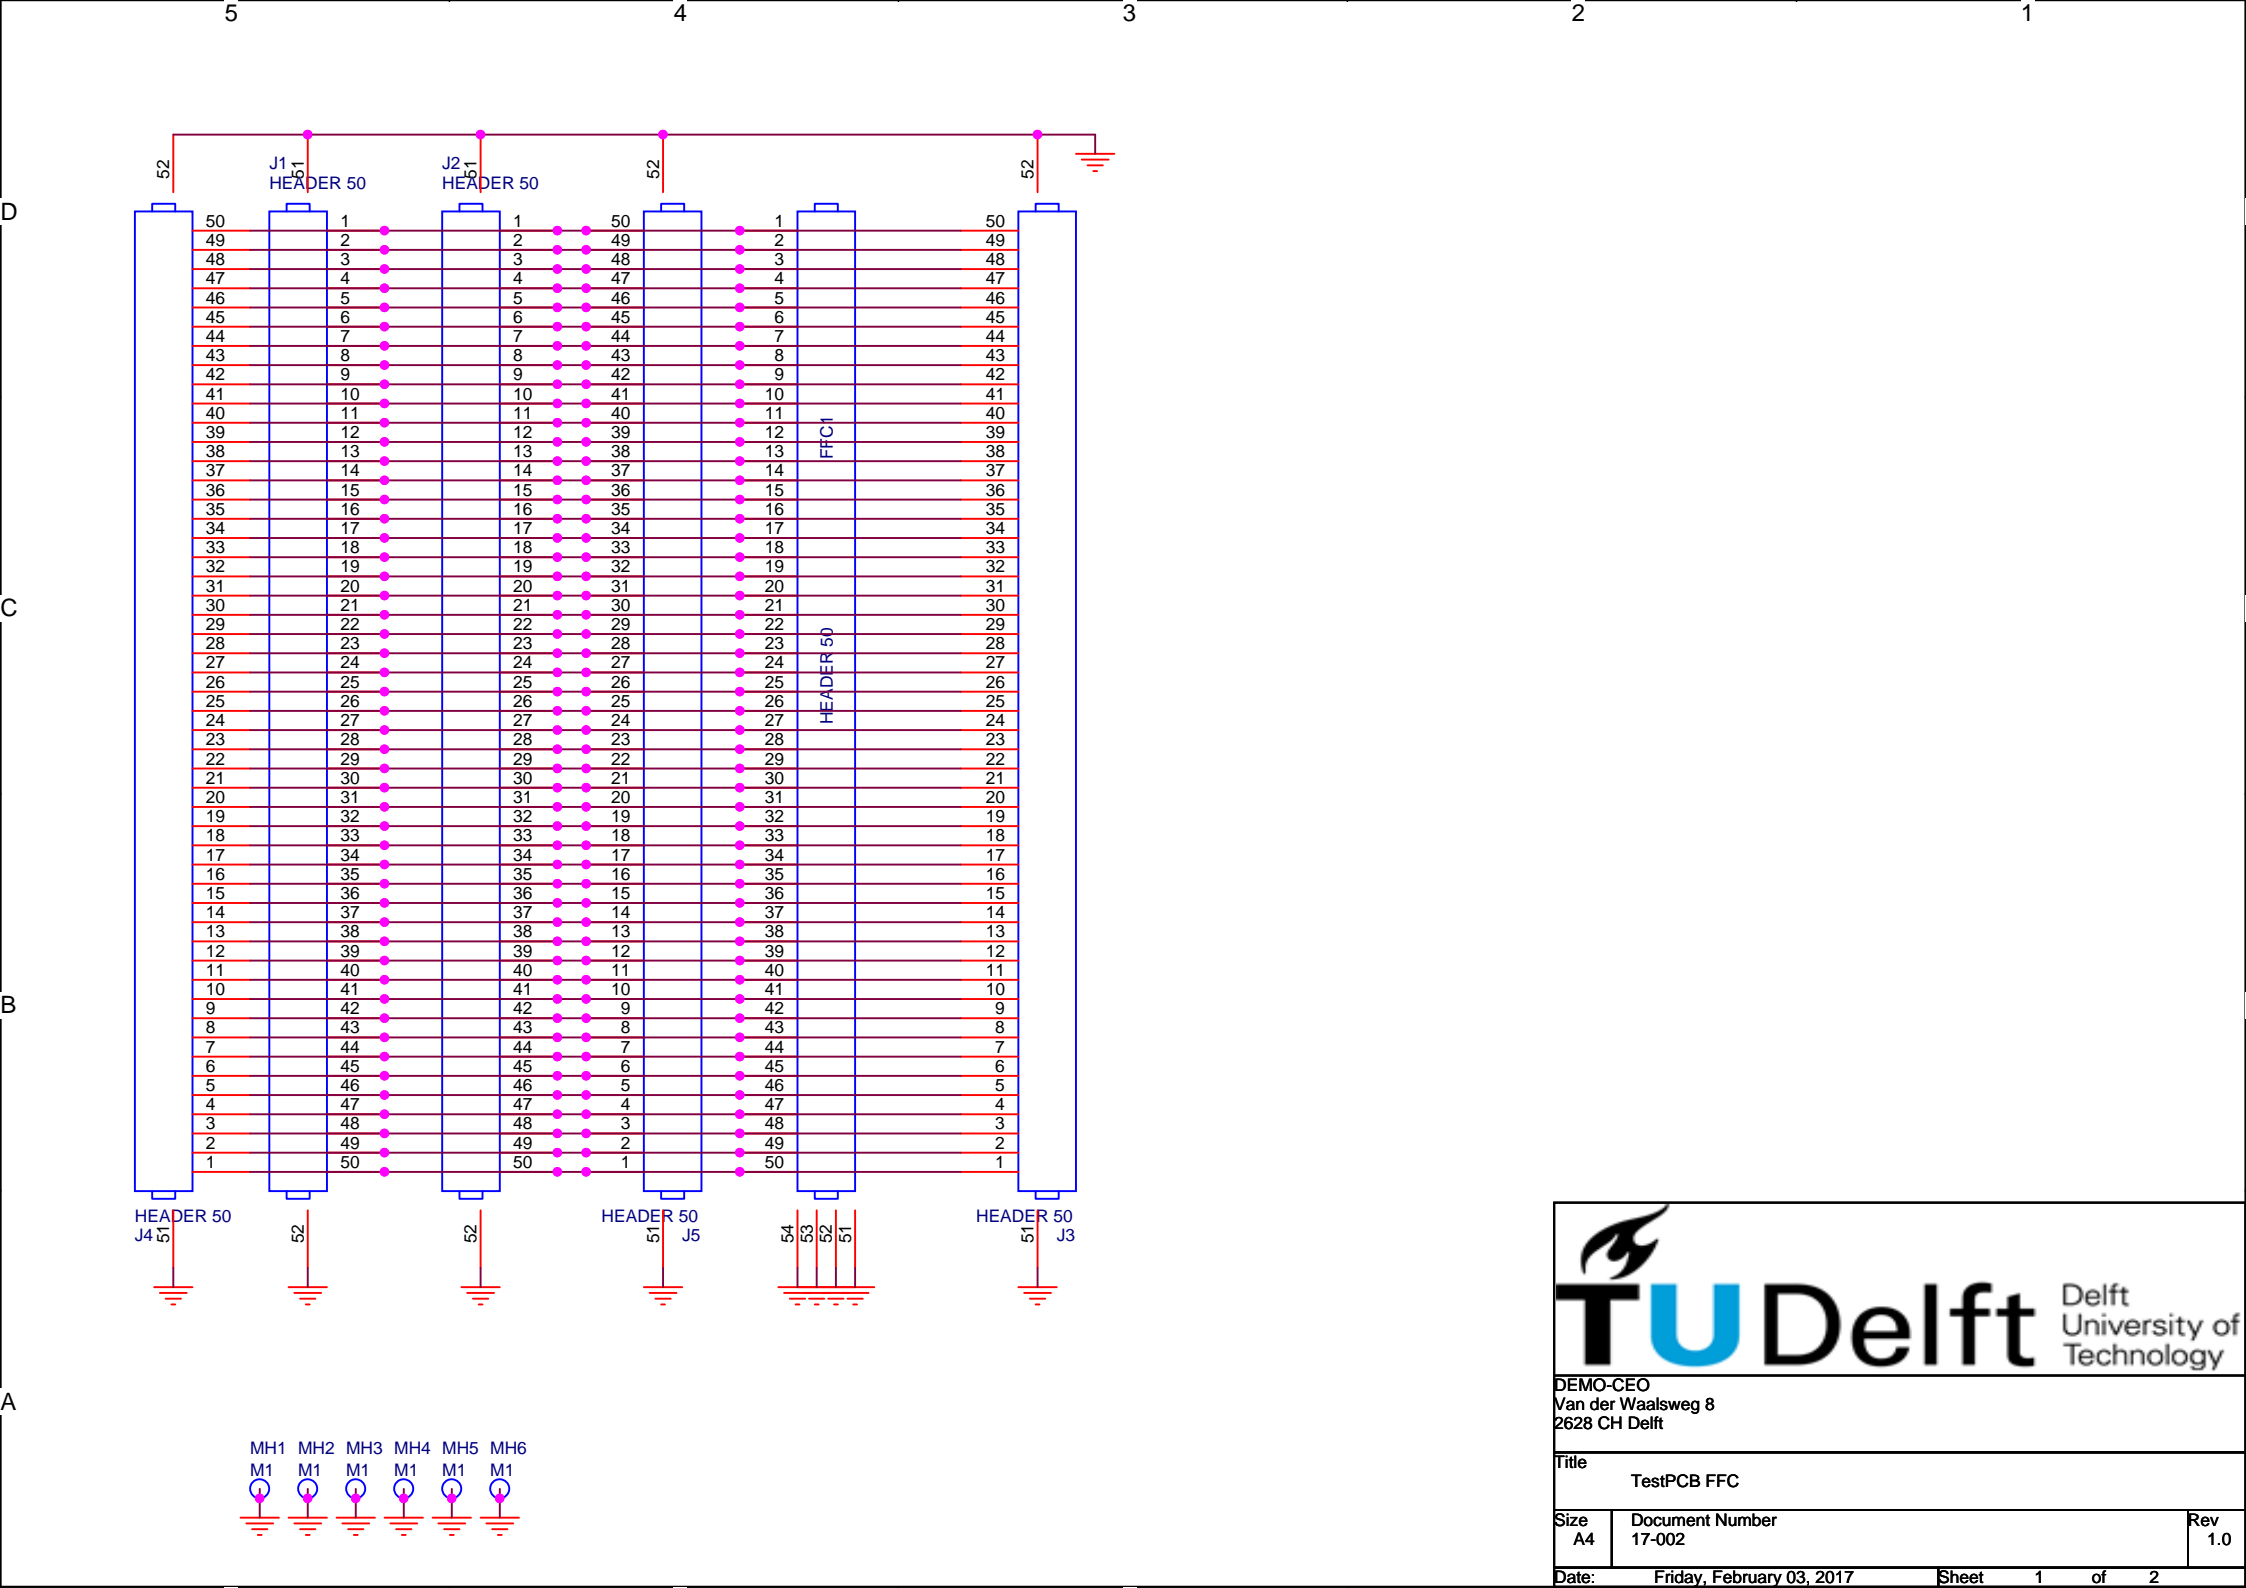 5 4 3 2 1
52 J1 51 J2 51 52 52
HEADER 50 HEADER 50
D
50 1 1 50 1 50
49 2 2 49 2 49
48 3 3 48 3 48
47 4 4 47 4 47
46 5 5 46 5 46
45 6 6 45 6 45
44 7 7 44 7 44
43 8 8 43 8 43
42 9 9 42 9 42
41 10 10 41 10 41
40 11 11 40 11 40
39 12 12 39 12 39
38 13 13 38 13 38
37 14 14 37 14 37
36 15 15 36 15 36
35 16 16 35 16 35
34 17 17 34 17 34
33 18 18 33 18 33
32 19 19 32 19 32
31 20 20 31 20 31
30 21 21 30 21 30
29 22 22 29 22 29
28 23 23 28 23 28
27 24 24 27 24 27
26 25 25 26 25 26
25 26 26 25 26 25
24 27 27 24 27 24
23 28 28 23 28 23
22 29 29 22 29 22
21 30 30 21 30 21
20 31 31 20 31 20
19 32 32 19 32 19
18 33 33 18 33 18
17 34 34 17 34 17
16 35 35 16 35 16
15 36 36 15 36 15
14 37 37 14 37 14
13 38 38 13 38 13
12 39 39 12 39 12
11 40 40 11 40 11
10 41 41 10 41 10
9 42 42 9 42 9
8 43 43 8 43 8
7 44 44 7 44 7
6 45 45 6 45 6
5 46 46 5 46 5
4 47 47 4 47 4
3 48 48 3 48 3
2 49 49 2 49 2
1 50 50 1 50 1
FFC1
HEADER 50
C
B
HEADER 50 HEADER 50 HEADER 50
J4 51 52 52 51 J5 54 53 52 51 51 J3
A
MH1 MH2 MH3 MH4 MH5 MH6
M1 M1 M1 M1 M1 M1
TUDelft
Delft
University of
Technology
DEMO-CEO
Van der Waalsweg 8
2628 CH Delft
Title
TestPCB FFC
Size Document Number Rev
A4 17-002 1.0
Date: Friday, February 03, 2017 Sheet 1 of 2